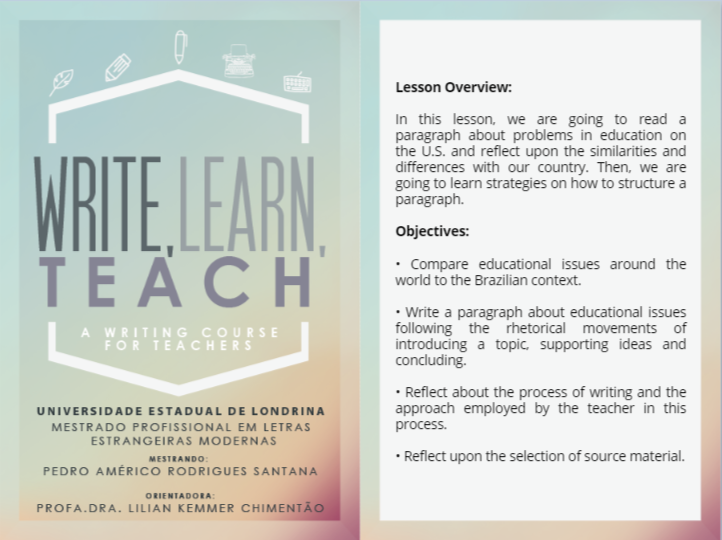 WRITE, LEARN,
TEACH
A WRITING COURSE
FOR TEACHERS
UNIVERSIDADE ESTADUAL DE LONDRINA
MESTRADO PROFISSIONAL EM LETRAS
ESTRANGEIRAS MODERNAS
MESTRANDO:
PEDRO AMÉRICO RODRIGUES SANTANA
ORIENTADORA:
PROFA.DRA. LILIAN KEMMER CHIMENTÃO
Lesson Overview:
In this lesson, we are going to read a
paragraph about problems in education on
the U.S. and reflect upon the similarities and
differences with our country. Then, we are
going to learn strategies on how to structure a
paragraph.
Objectives:
• Compare educational issues around the
world to the Brazilian context.
• Write a paragraph about educational issues
following the rhetorical movements of
introducing a topic, supporting ideas and
concluding.
• Reflect about the process of writing and the
approach employed by the teacher in this
process.
• Reflect upon the selection of source material.